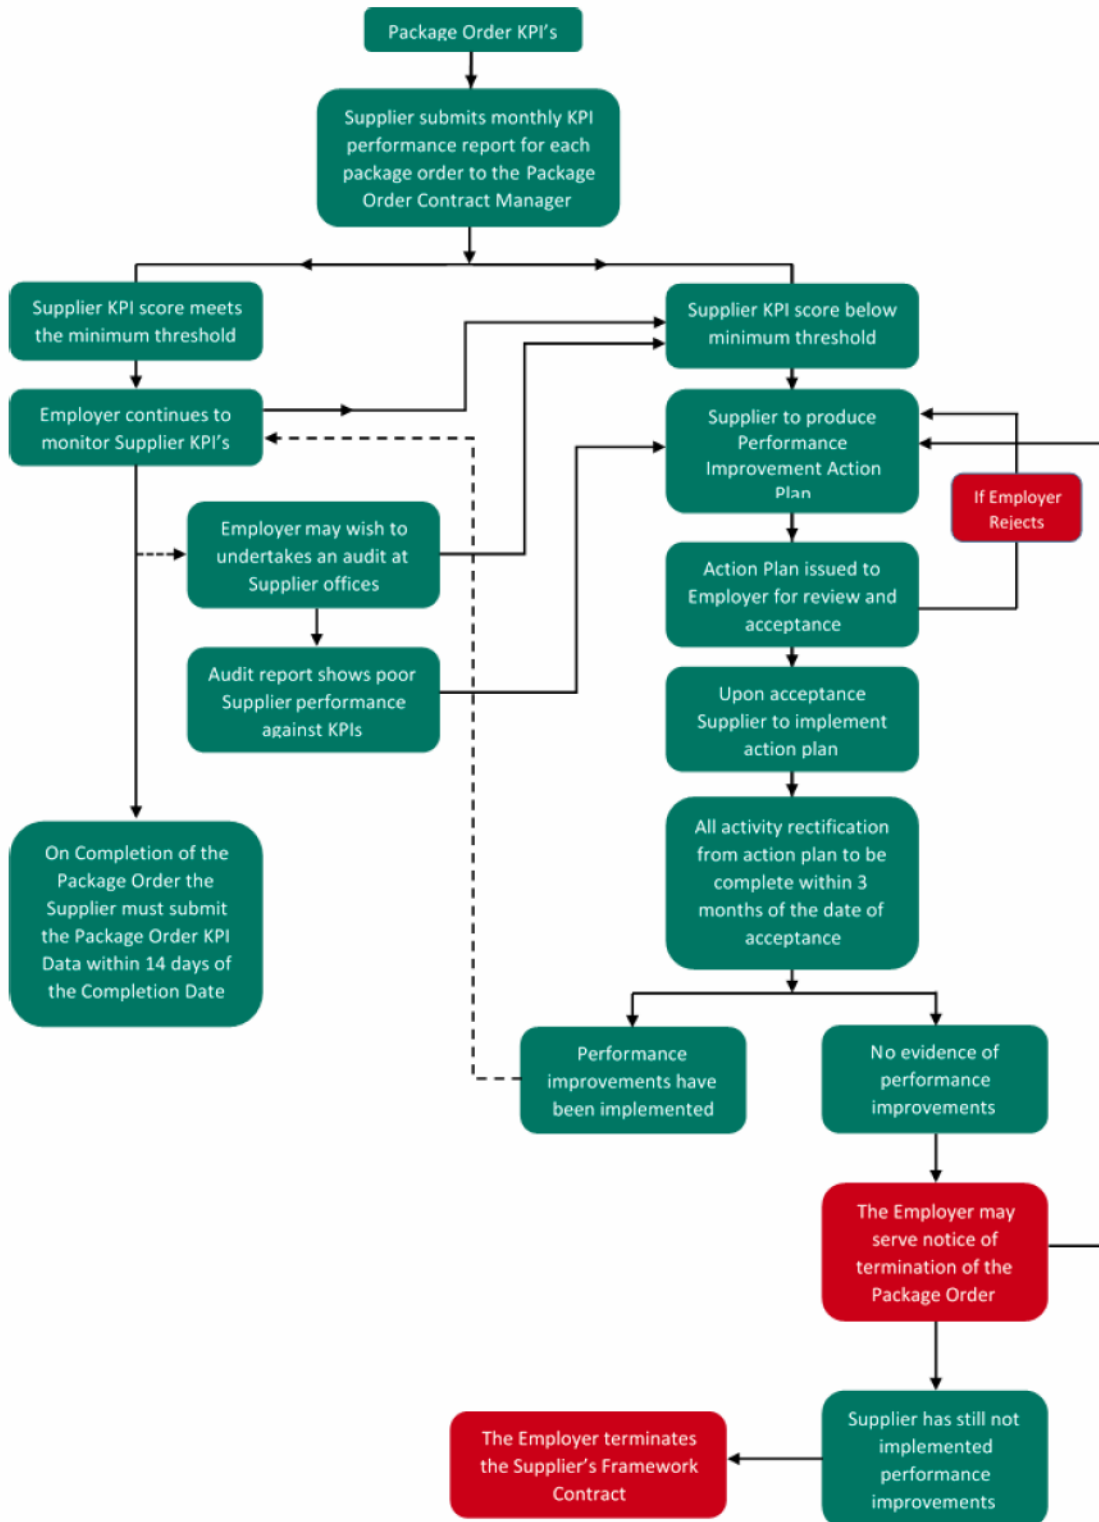 Package Order KPI's
Supplier submits monthly KPI
performance report for each
package order to the Package
Order Contract Manager
Supplier KPI score meets
the minimum threshold
Supplier KPI score below
minimum threshold
Employer continues to
monitor Supplier KPI's
Supplier to produce
Performance
Improvement Action
Plan
If Employer
Rejects
Employer may wish to
undertakes an audit at
Supplier offices
Action Plan issued to
Employer for review and
acceptance
Audit report shows poor
Supplier performance
against KPIs
Upon acceptance
Supplier to implement
action plan
On Completion of the
Package Order the
Supplier must submit
the Package Order KPI
Data within 14 days of
the Completion Date
All activity rectification
from action plan to be
complete within 3
months of the date of
acceptance
Performance
improvements have
been implemented
No evidence of
performance
improvements
The Employer may
serve notice of
termination of the
Package Order
The Employer terminates
the Supplier's Framework
Contract
Supplier has still not
implemented
performance
improvements